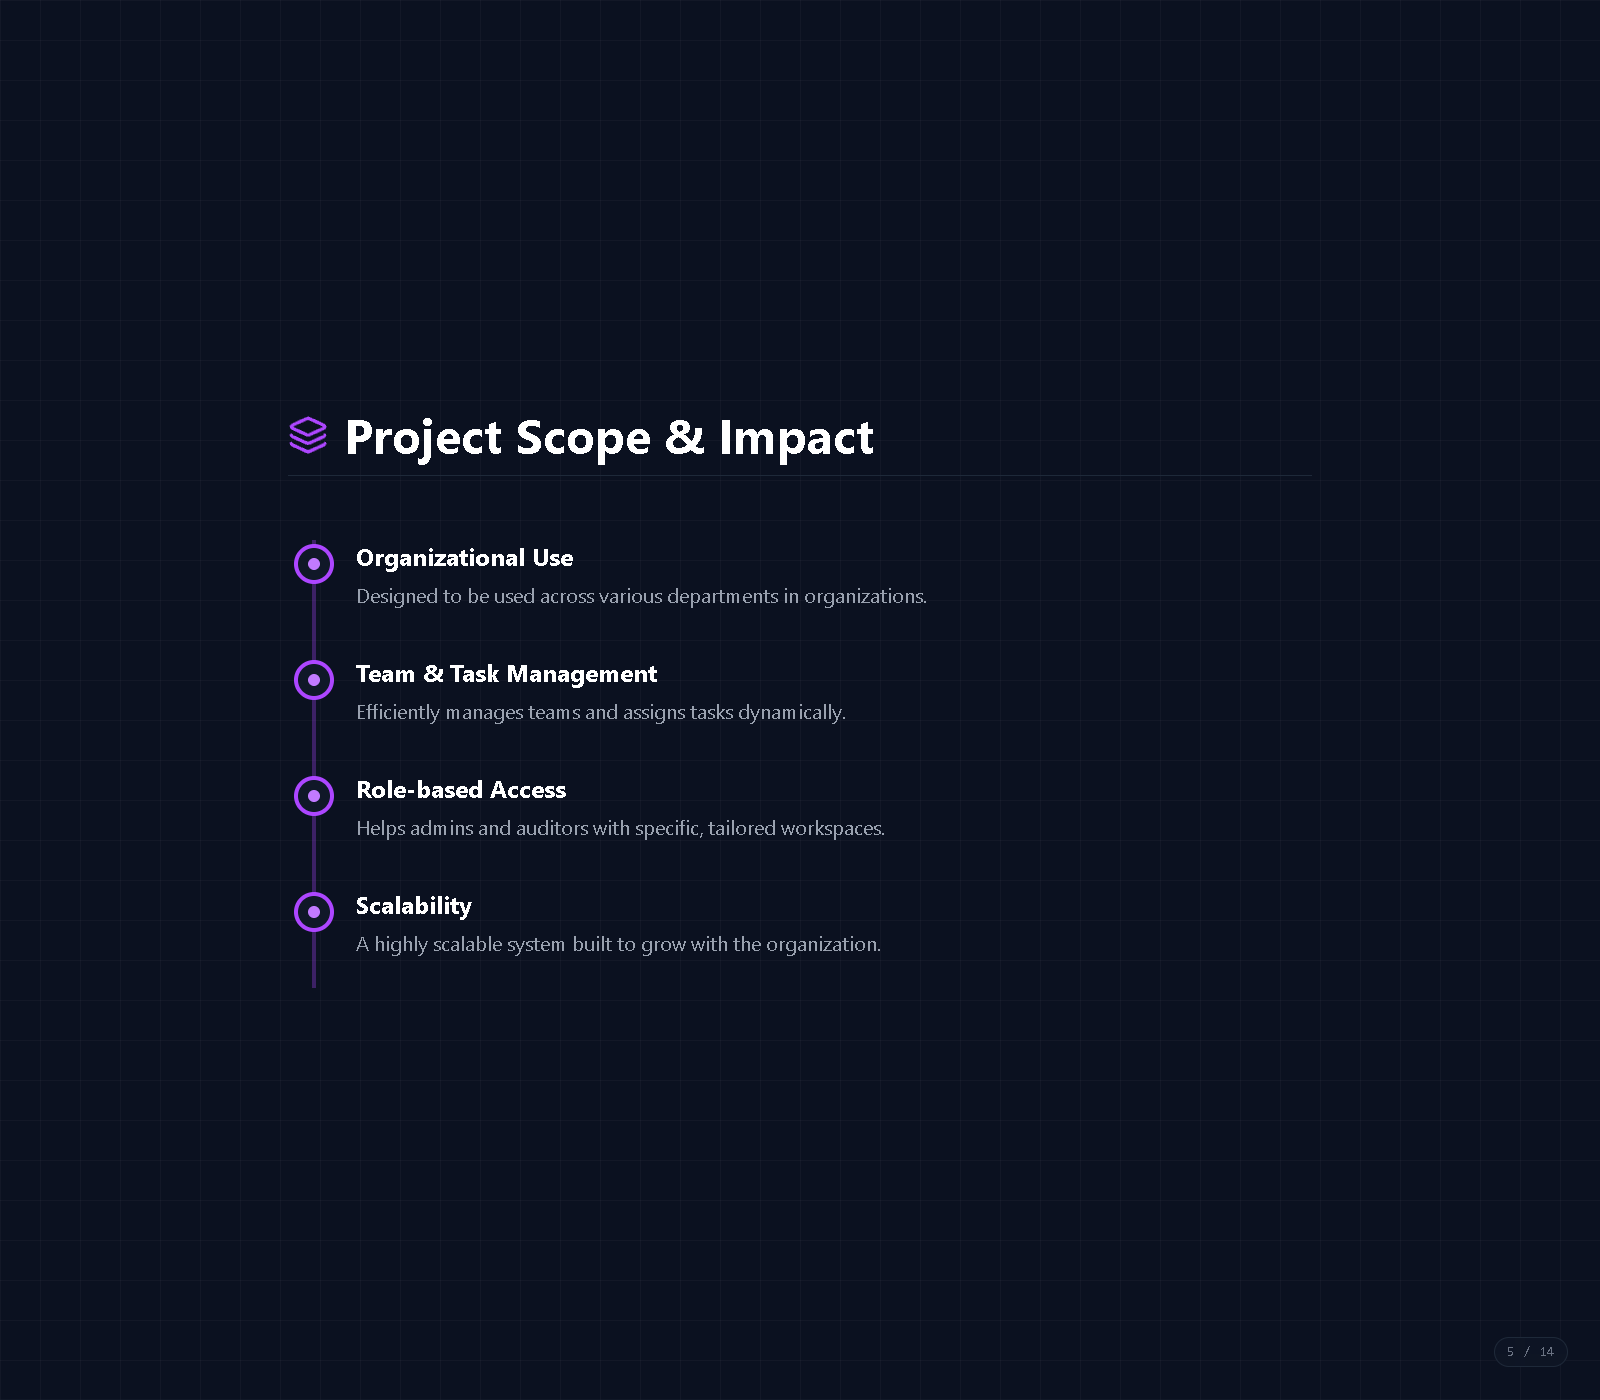 Project Scope & Impact
Organizational Use
Designed to be used across various departments in organizations.
Team & Task Management
Efficiently manages teams and assigns tasks dynamically.
Role-based Access
Helps admins and auditors with specific, tailored workspaces.
Scalability
A highly scalable system built to grow with the organization.
5 / 14